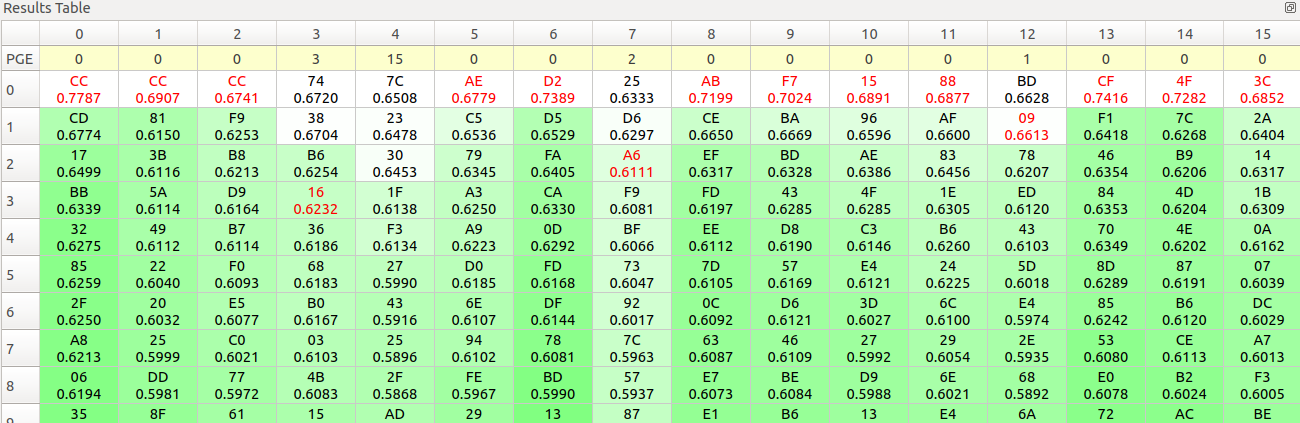 Results Table
0 1 2 3 4 5 6 7 8 9 10 11 12 13 14 15
PGE 0 0 0 3 15 0 0 2 0 0 0 0 1 0 0 0
0 CC CC CC 74 7C AE D2 25 AB F7 15 88 BD CF 4F 3C
0.7787 0.6907 0.6741 0.6720 0.6508 0.6779 0.7389 0.6333 0.7199 0.7024 0.6891 0.6877 0.6628 0.7416 0.7282 0.6852
1 CD 81 F9 38 23 C5 D5 D6 CE BA 96 AF 09 F1 7C 2A
0.6774 0.6150 0.6253 0.6704 0.6478 0.6536 0.6529 0.6297 0.6650 0.6669 0.6596 0.6600 0.6613 0.6418 0.6268 0.6404
2 17 3B B8 B6 30 79 FA A6 EF BD AE 83 78 46 B9 14
0.6499 0.6116 0.6213 0.6254 0.6453 0.6345 0.6405 0.6111 0.6317 0.6328 0.6386 0.6456 0.6207 0.6354 0.6206 0.6317
3 BB 5A D9 16 1F A3 CA F9 FD 43 4F 1E ED 84 4D 1B
0.6339 0.6114 0.6164 0.6232 0.6138 0.6250 0.6330 0.6081 0.6197 0.6285 0.6285 0.6305 0.6120 0.6353 0.6204 0.6309
4 32 49 B7 36 F3 A9 0D BF EE D8 C3 B6 43 70 4E 0A
0.6275 0.6112 0.6114 0.6186 0.6134 0.6223 0.6292 0.6066 0.6112 0.6190 0.6146 0.6260 0.6103 0.6349 0.6202 0.6162
5 85 22 F0 68 27 D0 FD 73 7D 57 E4 24 5D 8D 87 07
0.6259 0.6040 0.6093 0.6183 0.5990 0.6185 0.6168 0.6047 0.6105 0.6169 0.6121 0.6225 0.6018 0.6289 0.6191 0.6039
6 2F 20 E5 B0 43 6E DF 92 0C D6 3D 6C E4 85 B6 DC
0.6250 0.6032 0.6077 0.6167 0.5916 0.6107 0.6144 0.6017 0.6092 0.6121 0.6027 0.6100 0.5974 0.6242 0.6120 0.6029
7 A8 25 C0 03 25 94 78 7C 63 46 27 29 2E 53 CE A7
0.6213 0.5999 0.6021 0.6103 0.5896 0.6102 0.6081 0.5963 0.6087 0.6109 0.5992 0.6054 0.5935 0.6080 0.6113 0.6013
8 06 DD 77 4B 2F FE BD 57 E7 BE D9 6E 68 E0 B2 F3
0.6194 0.5981 0.5972 0.6083 0.5868 0.5967 0.5990 0.5937 0.6073 0.6084 0.5988 0.6021 0.5892 0.6078 0.6024 0.6005
9 35 8F 61 15 AD 29 13 87 E1 B6 13 E4 6A 72 AC BE